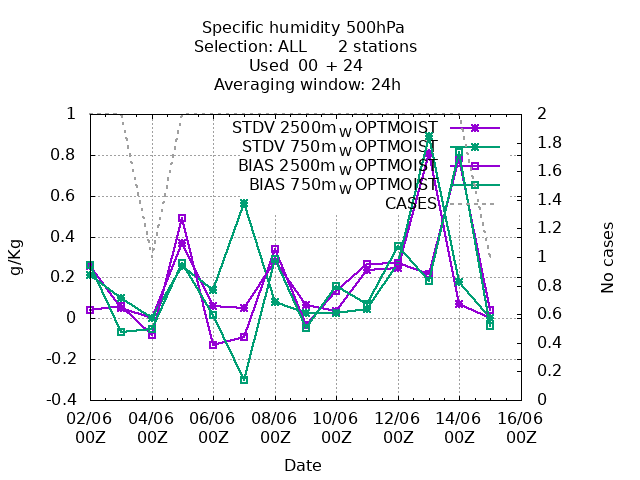 Specific humidity 500hPa
Selection: ALL 2 stations
Used 00 + 24
Averaging window: 24h
1
0.8
0.6
0.4
0.2
0
-0.2
-0.4
g/Kg
2
1.8
1.6
1.4
1.2
1
0.8
0.6
0.4
0.2
0
No cases
STDV 2500m W OPTMOIST
STDV 750m W OPTMOIST
BIAS 2500m W OPTMOIST
BIAS 750m W OPTMOIST
CASES
02/06 04/06 06/06 08/06 10/06 12/06 14/06 16/06
00Z 00Z 00Z 00Z 00Z 00Z 00Z 00Z
Date